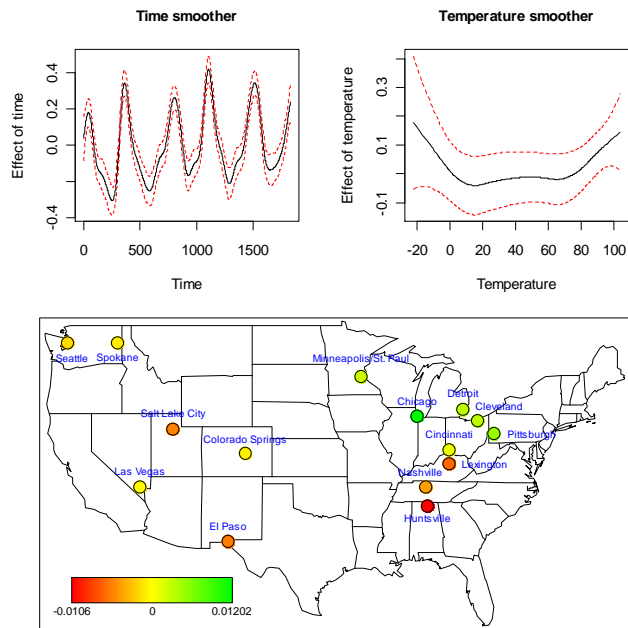 Time smoother
Effect of time
0.4
0.2
0.0
-0.4
0
500
1000
1500
Time
Temperature smoother
Effect of temperature
0.3
0.1
-0.1
-20
0
20
40
60
80
100
Temperature
Seattle
Spokane
Minneapolis/St. Paul
Chicago
Detroit
Cleveland
Salt Lake City
Colorado Springs
Cincinnati
Pittsburgh
Las Vegas
Nashville
Lexington
Huntsville
El Paso
-0.0106
0
0.01202